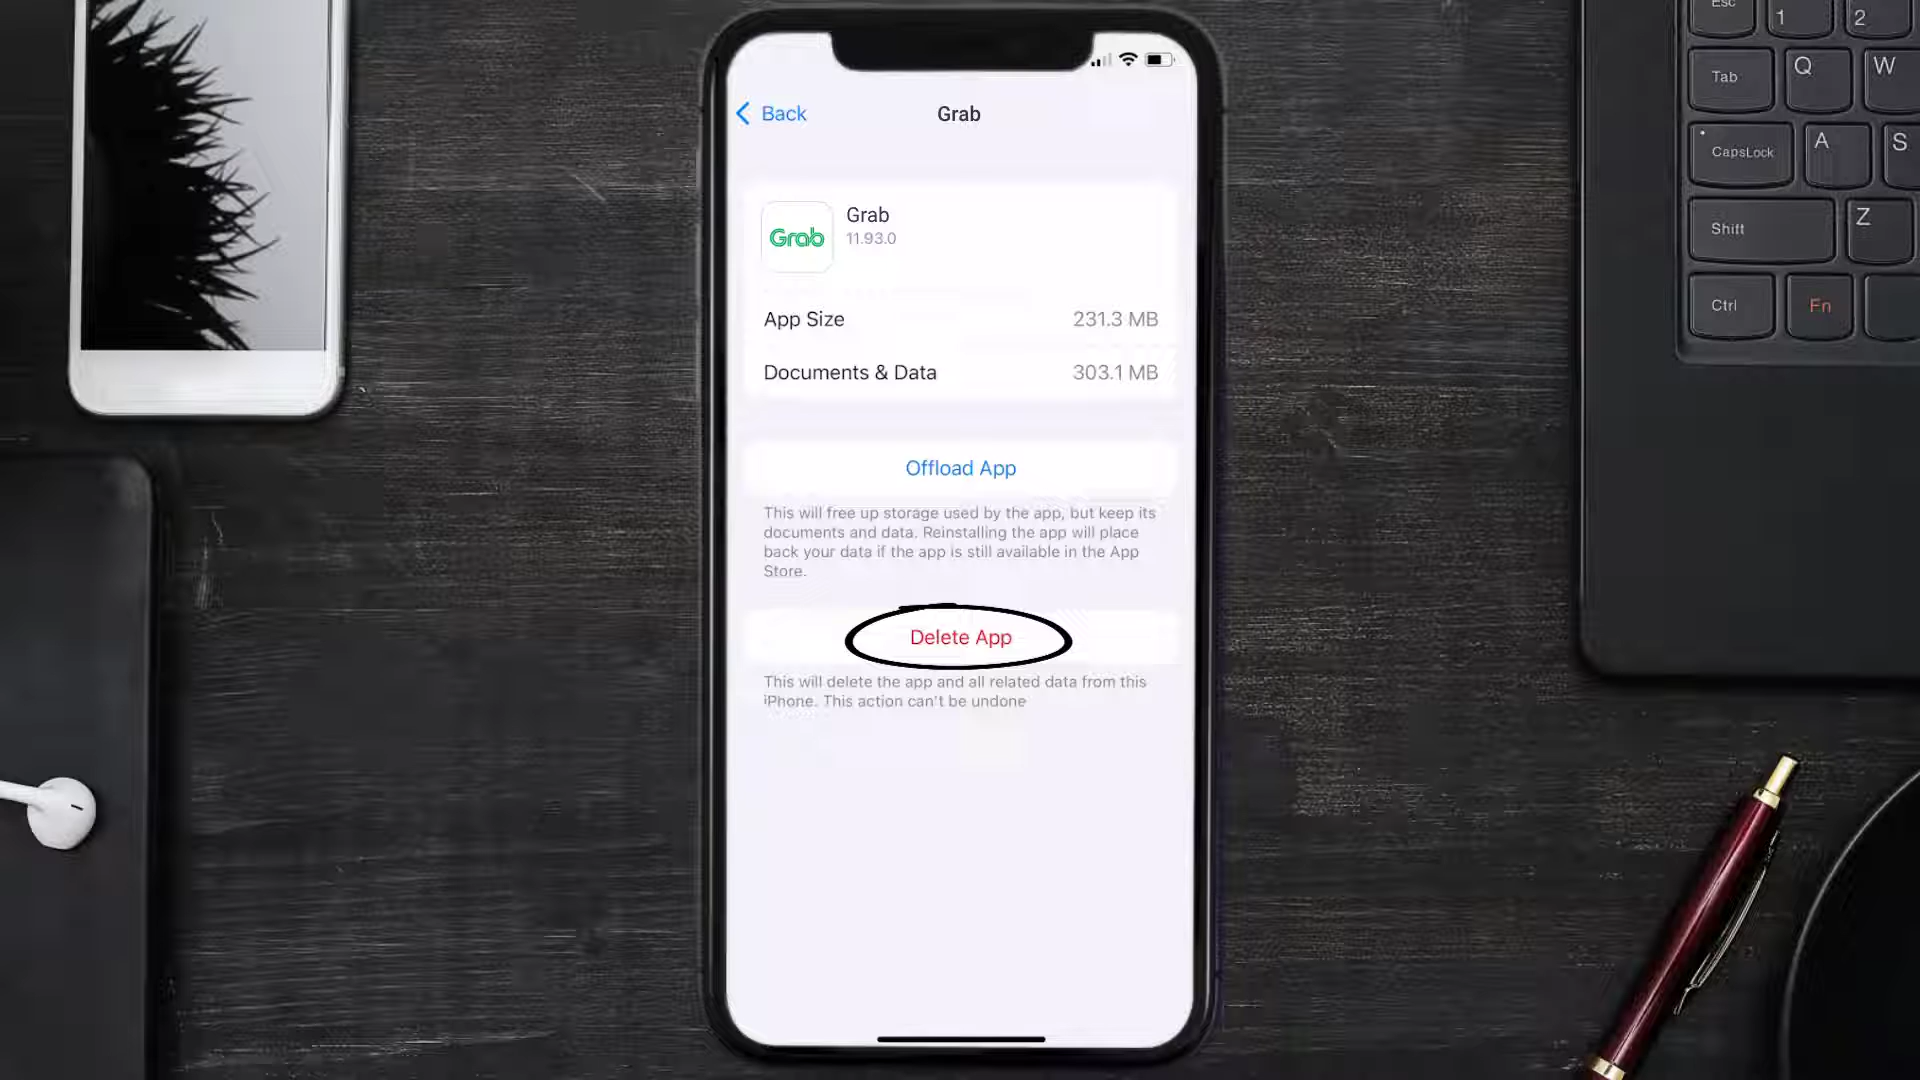 Back
Grab
Grab
Grab
11.93.0
App Size 231.3 MB
Documents & Data 303.1 MB
Offload App
This will free up storage used by the app, but keep its
documents and data. Reinstalling the app will place
back your data if the app is still available in the App
Store.
Delete App
This will delete the app and all related data from this
iPhone. This action can't be undone
Esc 1 2
Tab Q W
CapsLock A S
Shift Z
Ctrl Fn